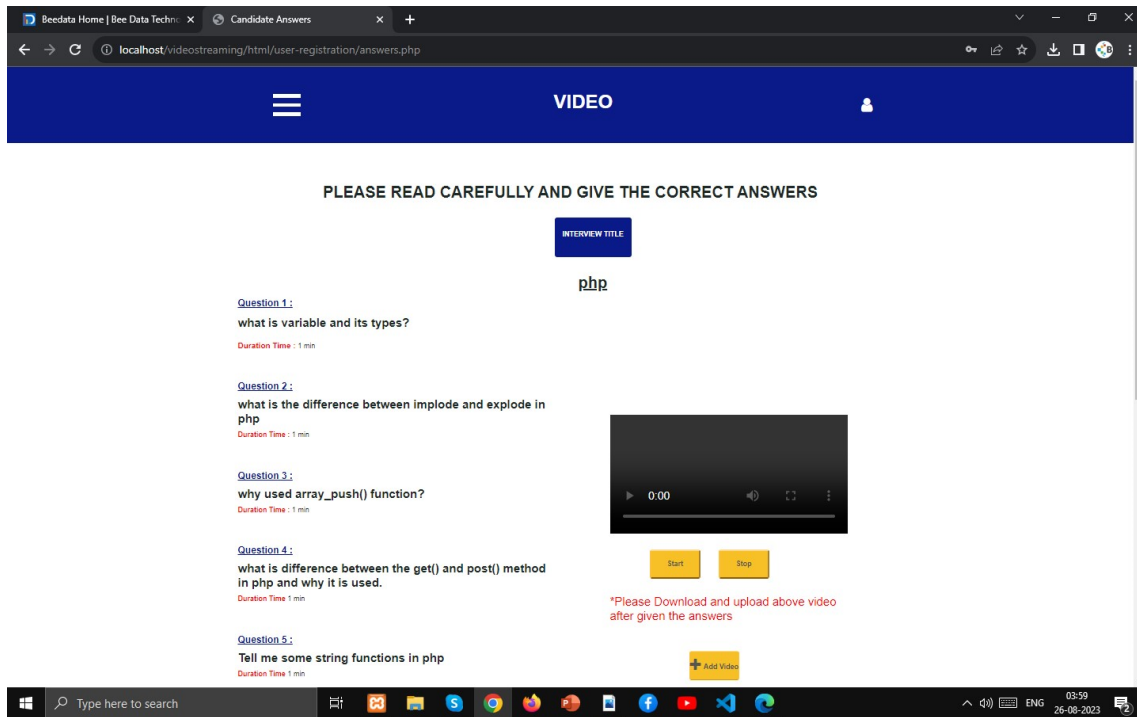 Beedata Home | Bee Data Techno
Candidate Answers
localhost/videostreaming/html/user-registration/answers.php
VIDEO
PLEASE READ CAREFULLY AND GIVE THE CORRECT ANSWERS
INTERVIEW TITLE
php
Question 1 :
what is variable and its types?
Duration Time : 1 min
Question 2 :
what is the difference between implode and explode in
php
Duration Time : 1 min
Question 3 :
why used array_push() function?
Duration Time : 1 min
Question 4 :
what is difference between the get() and post() method
in php and why it is used.
Duration Time 1 min
Question 5 :
Tell me some string functions in php
Duration Time 1 min
0:00
Start
Stop
*Please Download and upload above video
after given the answers
Add Video
Type here to search
ENG
03:59
26-08-2023
2